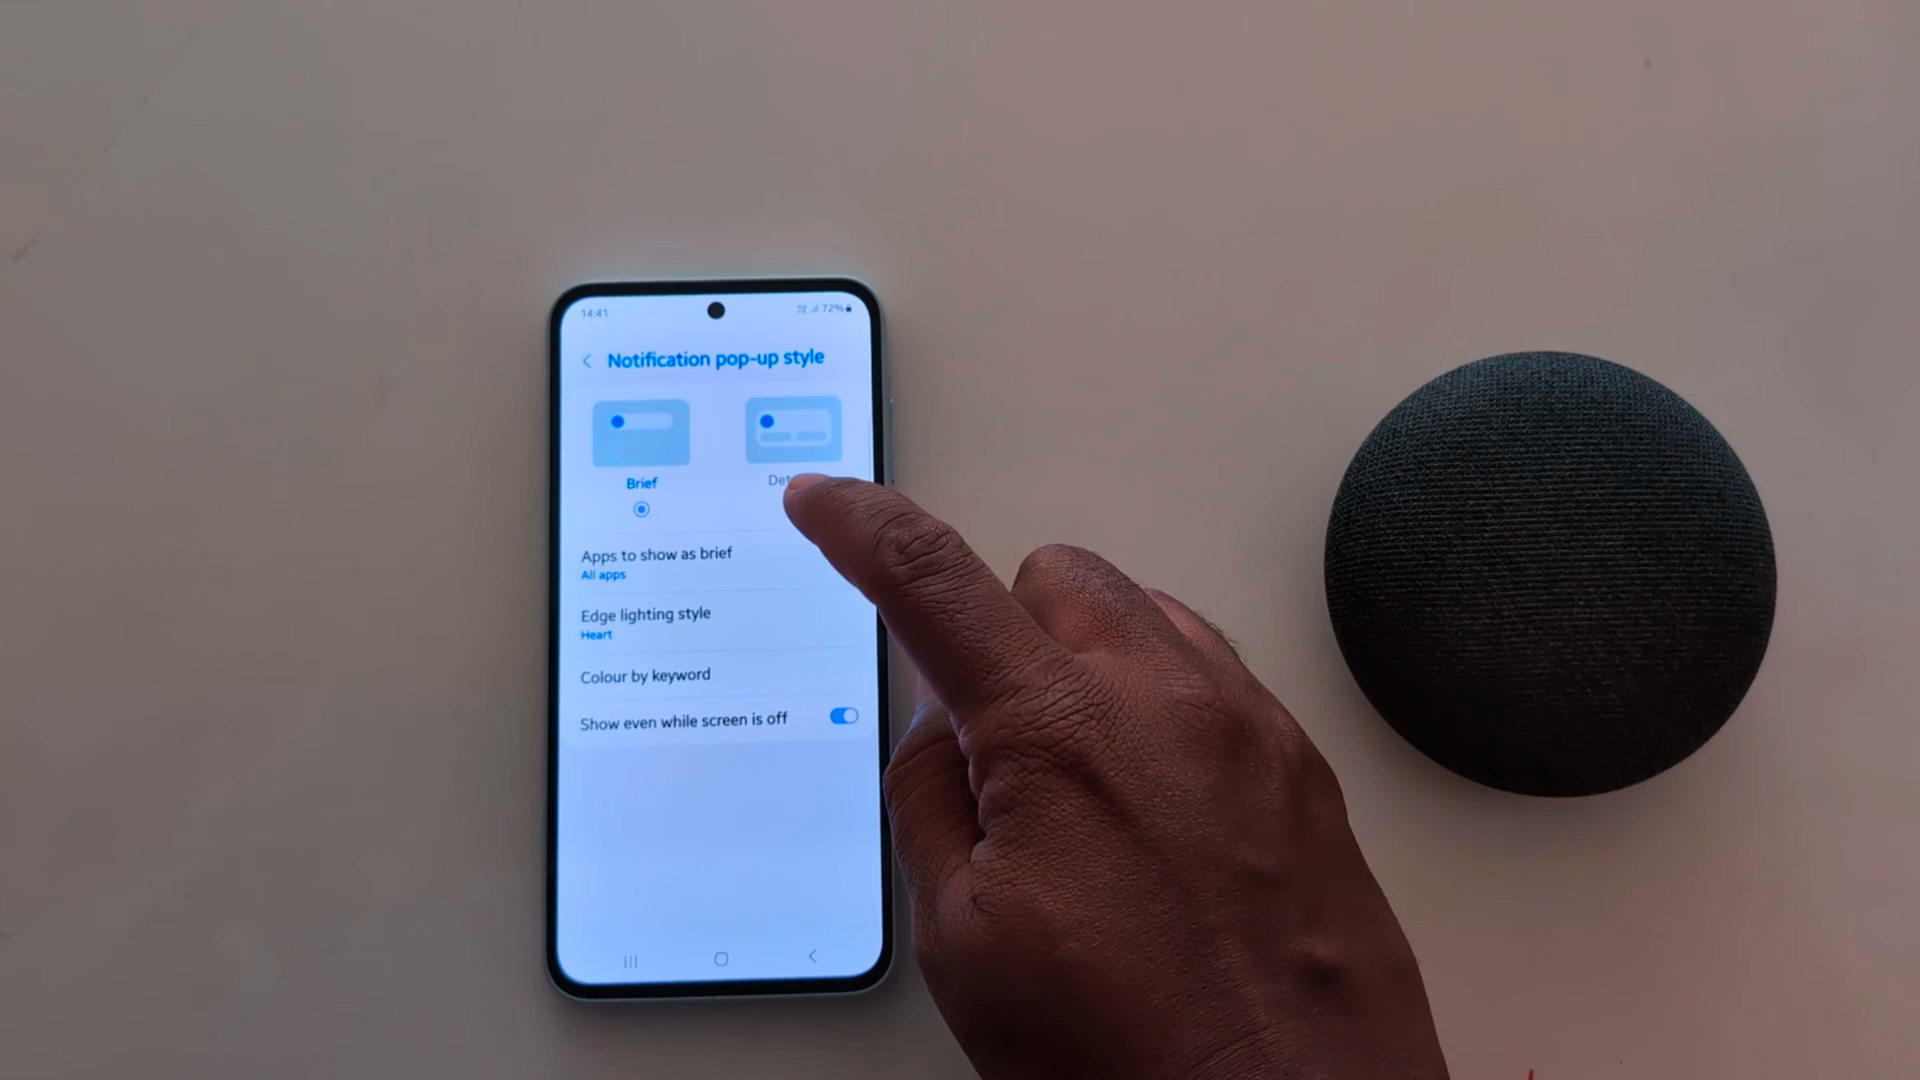 14:41
72%
Notification pop-up style
Brief
Apps to show as brief
All apps
Edge lighting style
Heart
Colour by keyword
Show even while screen is off